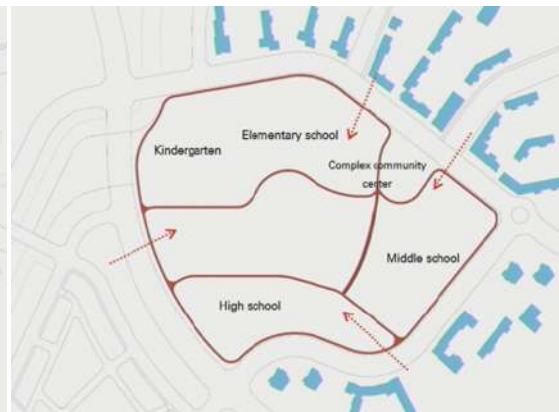 Elementary school
Kindergarten
Complex community
center
Middle school
High school